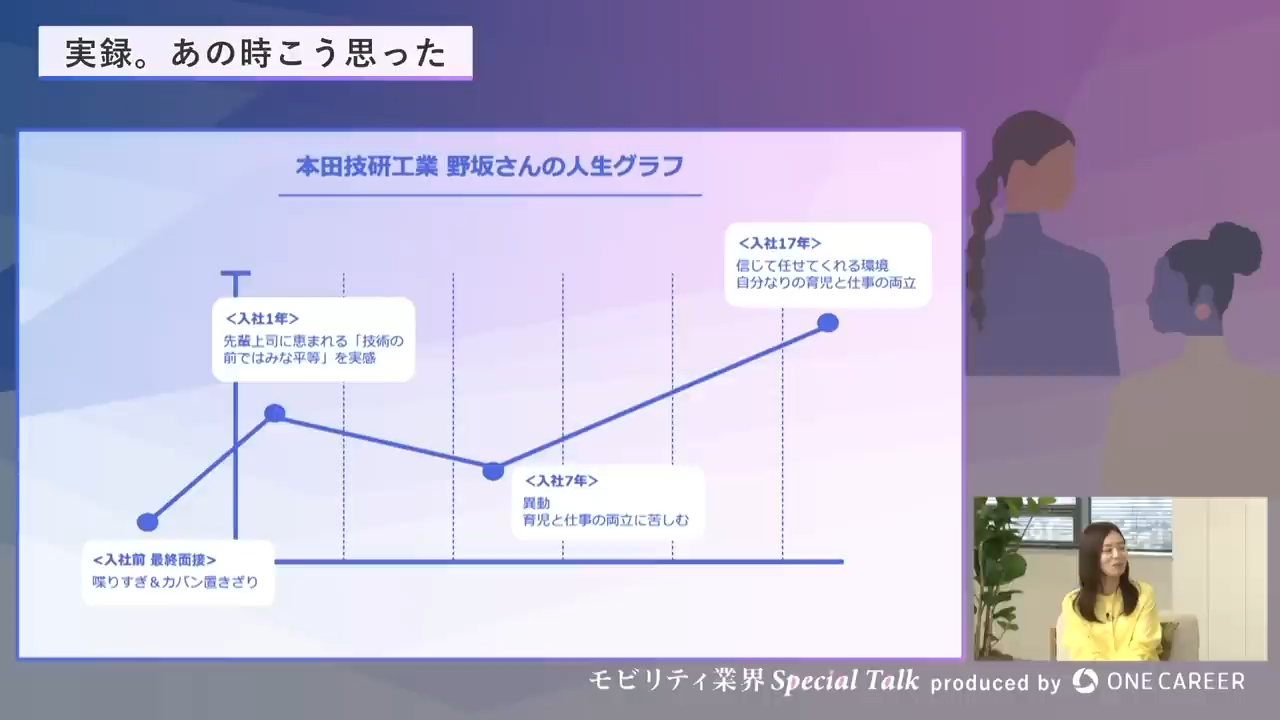 実録。あの時こう思った
本田技研工業 野坂さんの人生グラフ
＜入社17年＞
信じて任せてくれる環境
自分なりの育児と仕事の両立
＜入社1年＞
先輩上司に恵まれる「技術の
前ではみな平等」を実感
＜入社7年＞
異動
育児と仕事の両立に苦しむ
＜入社前 最終面接＞
喋りすぎ＆カバン置きざり
モビリティ業界 Special Talk produced by ONE CAREER